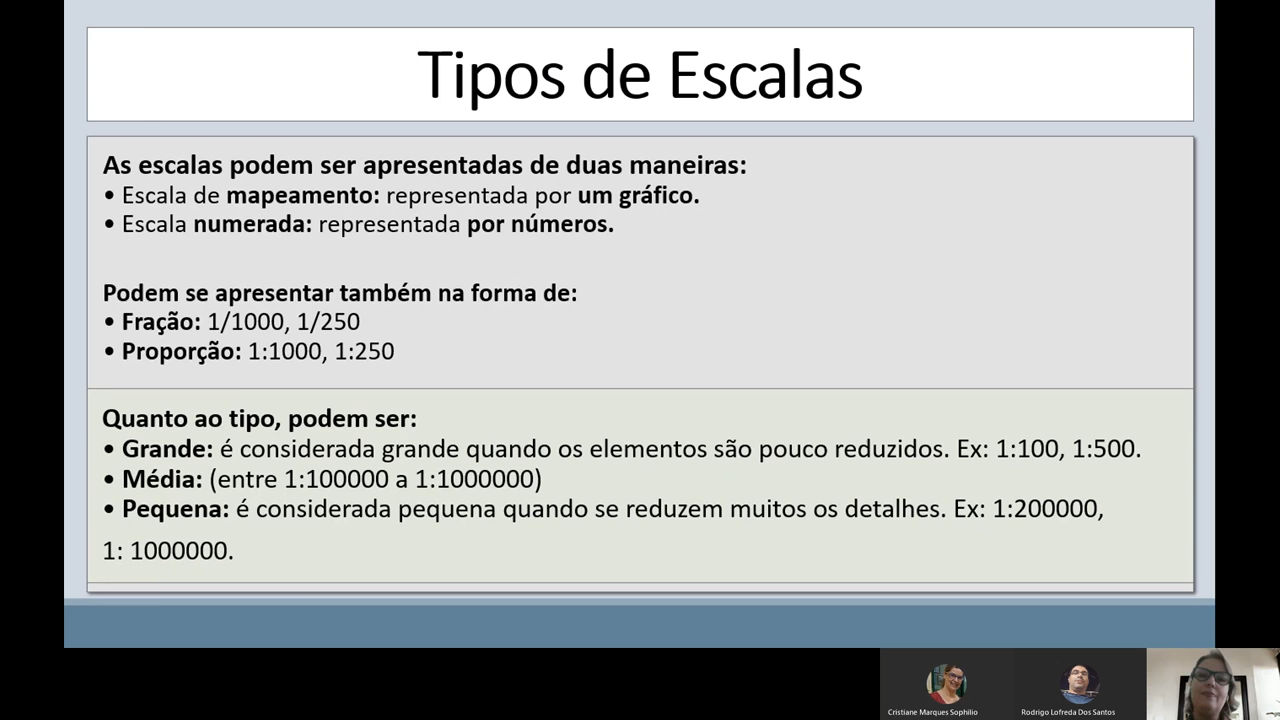 Tipos de Escalas
As escalas podem ser apresentadas de duas maneiras:
• Escala de mapeamento: representada por um gráfico.
• Escala numerada: representada por números.
Podem se apresentar também na forma de:
• Fração: 1/1000, 1/250
• Proporção: 1:1000, 1:250
Quanto ao tipo, podem ser:
• Grande: é considerada grande quando os elementos são pouco reduzidos. Ex: 1:100, 1:500.
• Média: (entre 1:100000 a 1:1000000)
• Pequena: é considerada pequena quando se reduzem muitos os detalhes. Ex: 1:200000,
1: 1000000.
Cristiane Marques Sophilio
Rodrigo Lofreda Dos Santos